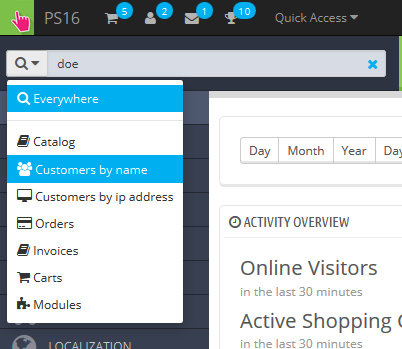 PS16 5 2 1 10 Quick Access
doe
Everywhere
Catalog
Customers by name
Customers by ip address
Orders
Invoices
Carts
Modules
LOCALIZATION
Day Month Year
ACTIVITY OVERVIEW
Online Visitors
in the last 30 minutes
Active Shopping
in the last 30 minutes